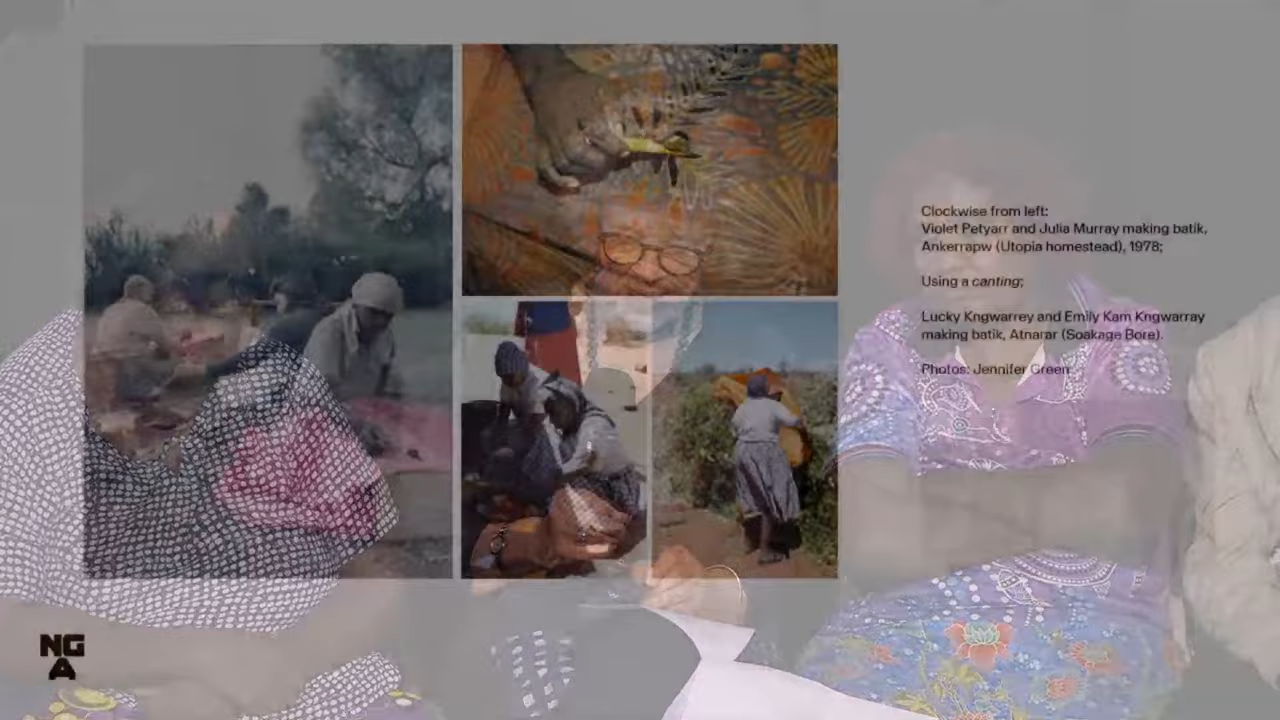 Clockwise from left:
Violet Petyarr and Julia Murray making batik,
Ankerrapw (Utopia homestead), 1978;
Using a canting;
Lucky Kngwarrey and Emily Kam Kngwarray
making batik, Atnarar (Soakage Bore).
Photos: Jennifer Green
NG
A